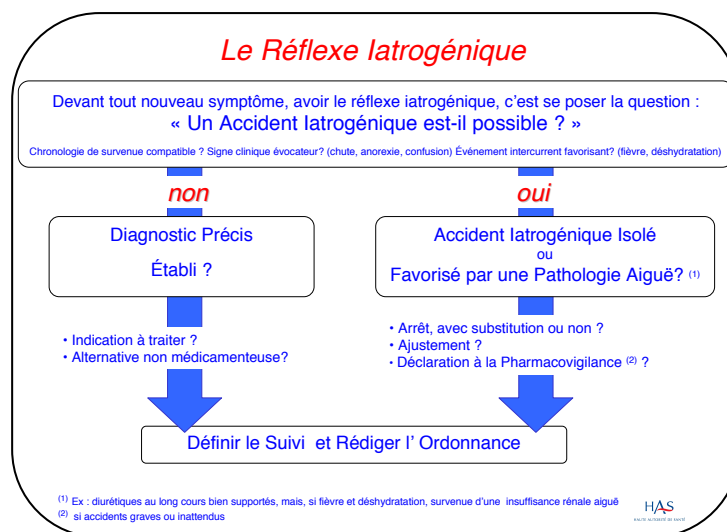 Le Réflexe Iatrogénique
Devant tout nouveau symptôme, avoir le réflexe iatrogénique, c'est se poser la question :
« Un Accident Iatrogénique est-il possible ? »
Chronologie de survenue compatible ? Signe clinique évocateur? (chute, anorexie, confusion) Événement intercurrent favorisant? (fièvre, déshydratation)
non
oui
Diagnostic Précis
Établi ?
Accident Iatrogénique Isolé
ou
Favorisé par une Pathologie Aiguë? (1)
• Indication à traiter ?
• Alternative non médicamenteuse?
• Arrêt, avec substitution ou non ?
• Ajustement ?
• Déclaration à la Pharmacovigilance (2) ?
Définir le Suivi et Rédiger l' Ordonnance
(1) Ex : diurétiques au long cours bien supportés, mais, si fièvre et déshydratation, survenue d'une insuffisance rénale aiguë
(2) si accidents graves ou inattendus
HAS
HAUTE AUTORITÉ DE SANTÉ